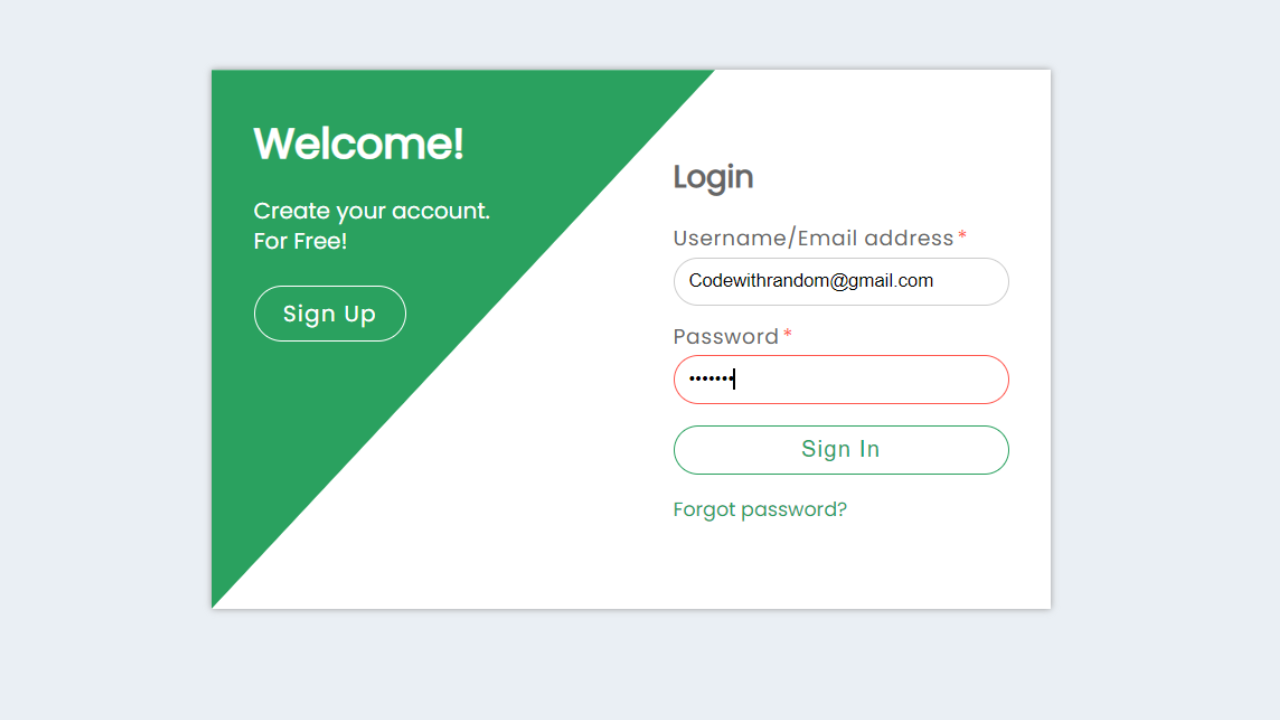 Welcome!
Create your account.
For Free!
Sign Up
Login
Username/Email address *
Codewithrandom@gmail.com
Password *
•••••••
Sign In
Forgot password?